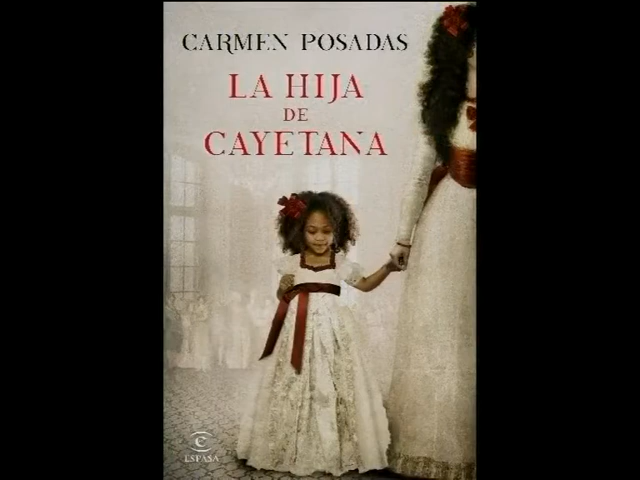 CARMEN POSADAS
LA HIJA
DE
CAYETANA
ESPASA